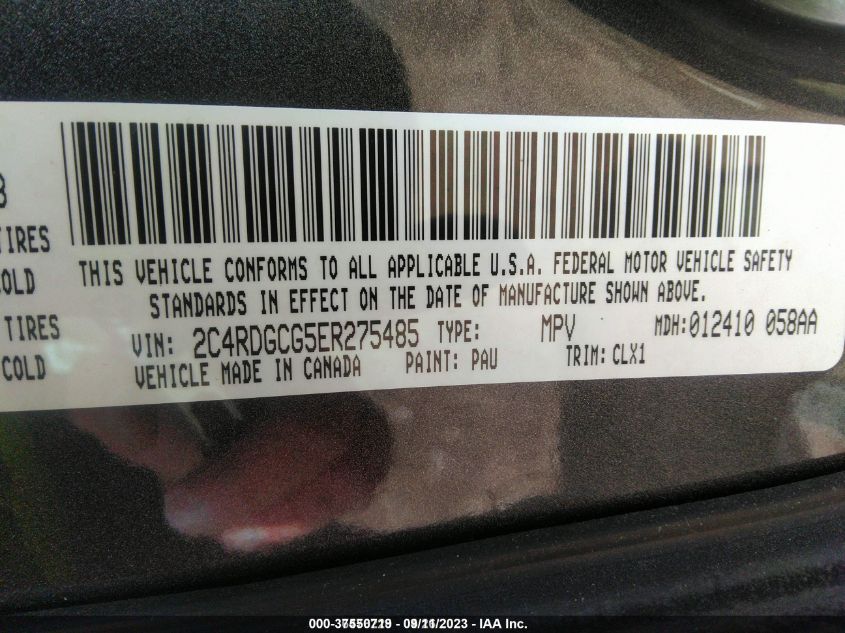 3
TIRES
COLD
TIRES
COLD
THIS VEHICLE CONFORMS TO ALL APPLICABLE U.S.A. FEDERAL MOTOR VEHICLE SAFETY
STANDARDS IN EFFECT ON THE DATE OF MANUFACTURE SHOWN ABOVE.
VIN: 2C4RDGCG5ER275485 TYPE: MPV MDH: 012410 058AA
VEHICLE MADE IN CANADA PAINT: PAU TRIM: CLX1
/2023 - IAA Inc.